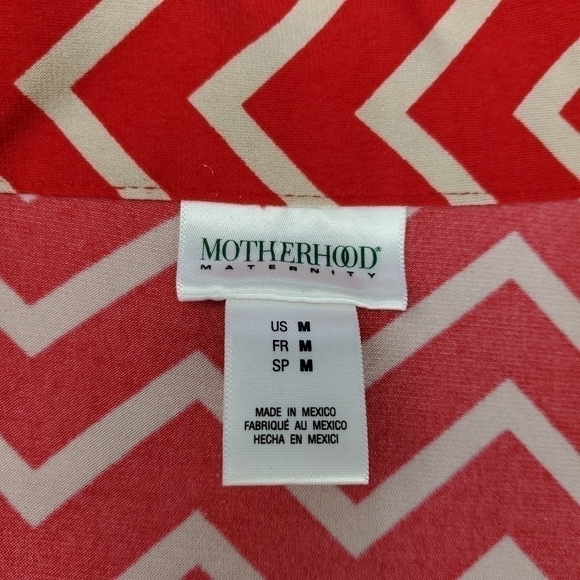 MOTHERHOOD®
MATERNITY
US M
FR M
SP M
MADE IN MEXICO
FABRIQUÉ AU MEXICO
HECHA EN MEXICI